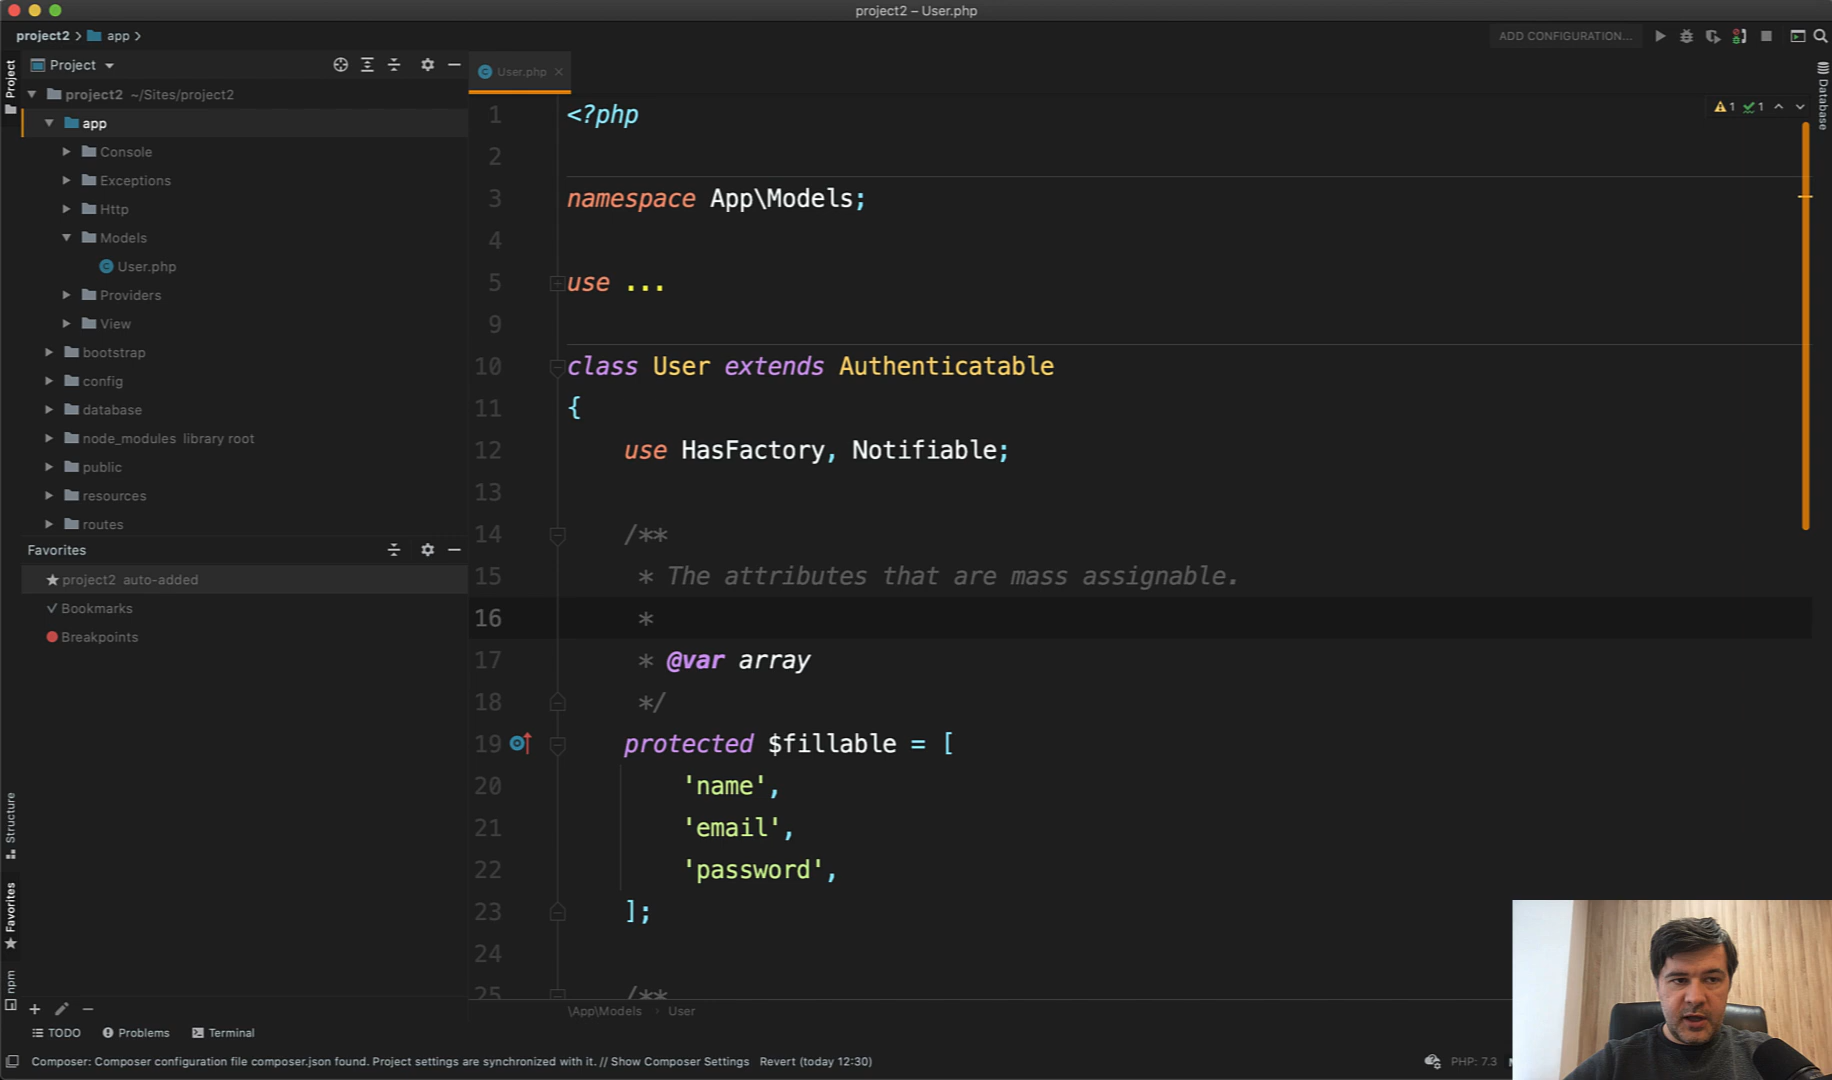 project2 – User.php
project2 app
ADD CONFIGURATION...
Project
Project
User.php
Database
project2 ~/Sites/project2
app
Console
Exceptions
Http
Models
User.php
Providers
View
bootstrap
config
database
node_modules library root
public
resources
routes
Favorites
project2 auto-added
Bookmarks
Breakpoints
Structure
Favorites
npm
1 <?php
2
3 namespace App\Models;
4
5 use ...
9
10 class User extends Authenticatable
11 {
12 use HasFactory, Notifiable;
13
14 /**
15 * The attributes that are mass assignable.
16 *
17 * @var array
18 */
19 protected $fillable = [
20 'name',
21 'email',
22 'password',
23 ];
24
25 /**
1 1
\App\Models User
TODO Problems Terminal
Composer: Composer configuration file composer.json found. Project settings are synchronized with it. // Show Composer Settings Revert (today 12:30)
PHP: 7.3